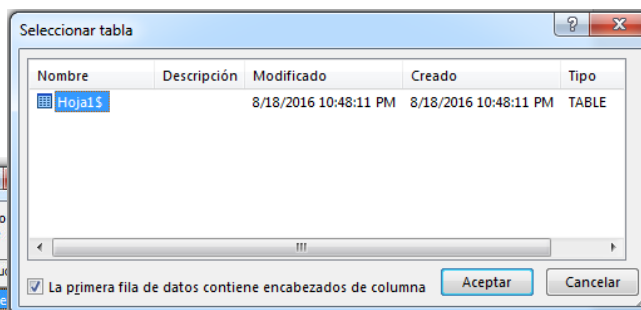 Seleccionar tabla
Nombre Descripción Modificado Creado Tipo
Hoja1$ 8/18/2016 10:48:11 PM 8/18/2016 10:48:11 PM TABLE
La primera fila de datos contiene encabezados de columna Aceptar Cancelar